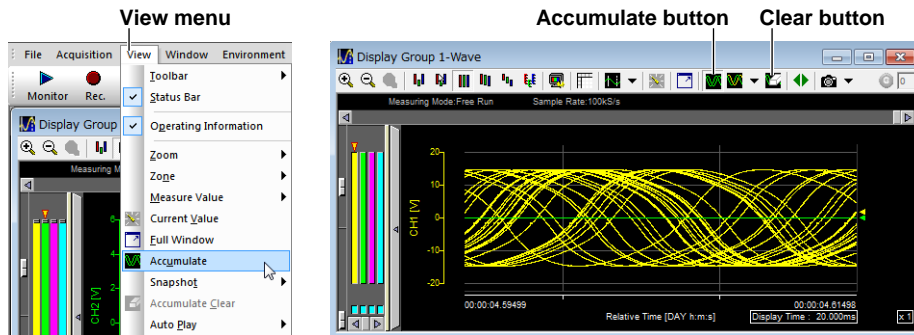 View menu
File Acquisition View Window Environment
Monitor Rec.
Toolbar
Status Bar
Operating Information
Zoom
Zone
Measure Value
Current Value
Full Window
Accumulate
Snapshot
Accumulate Clear
Auto Play
Display Group
Measuring M
CH2 [V]
Accumulate button Clear button
Display Group 1-Wave
Measuring Mode:Free Run Sample Rate:100kS/s
20
10
0
-10
-20
CH1 [V]
00:00:04.59499 00:00:04.61498
Relative Time [DAY h:m:s] Display Time : 20.000ms x 1